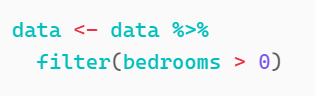 data <- data %>%
  filter(bedrooms > 0)